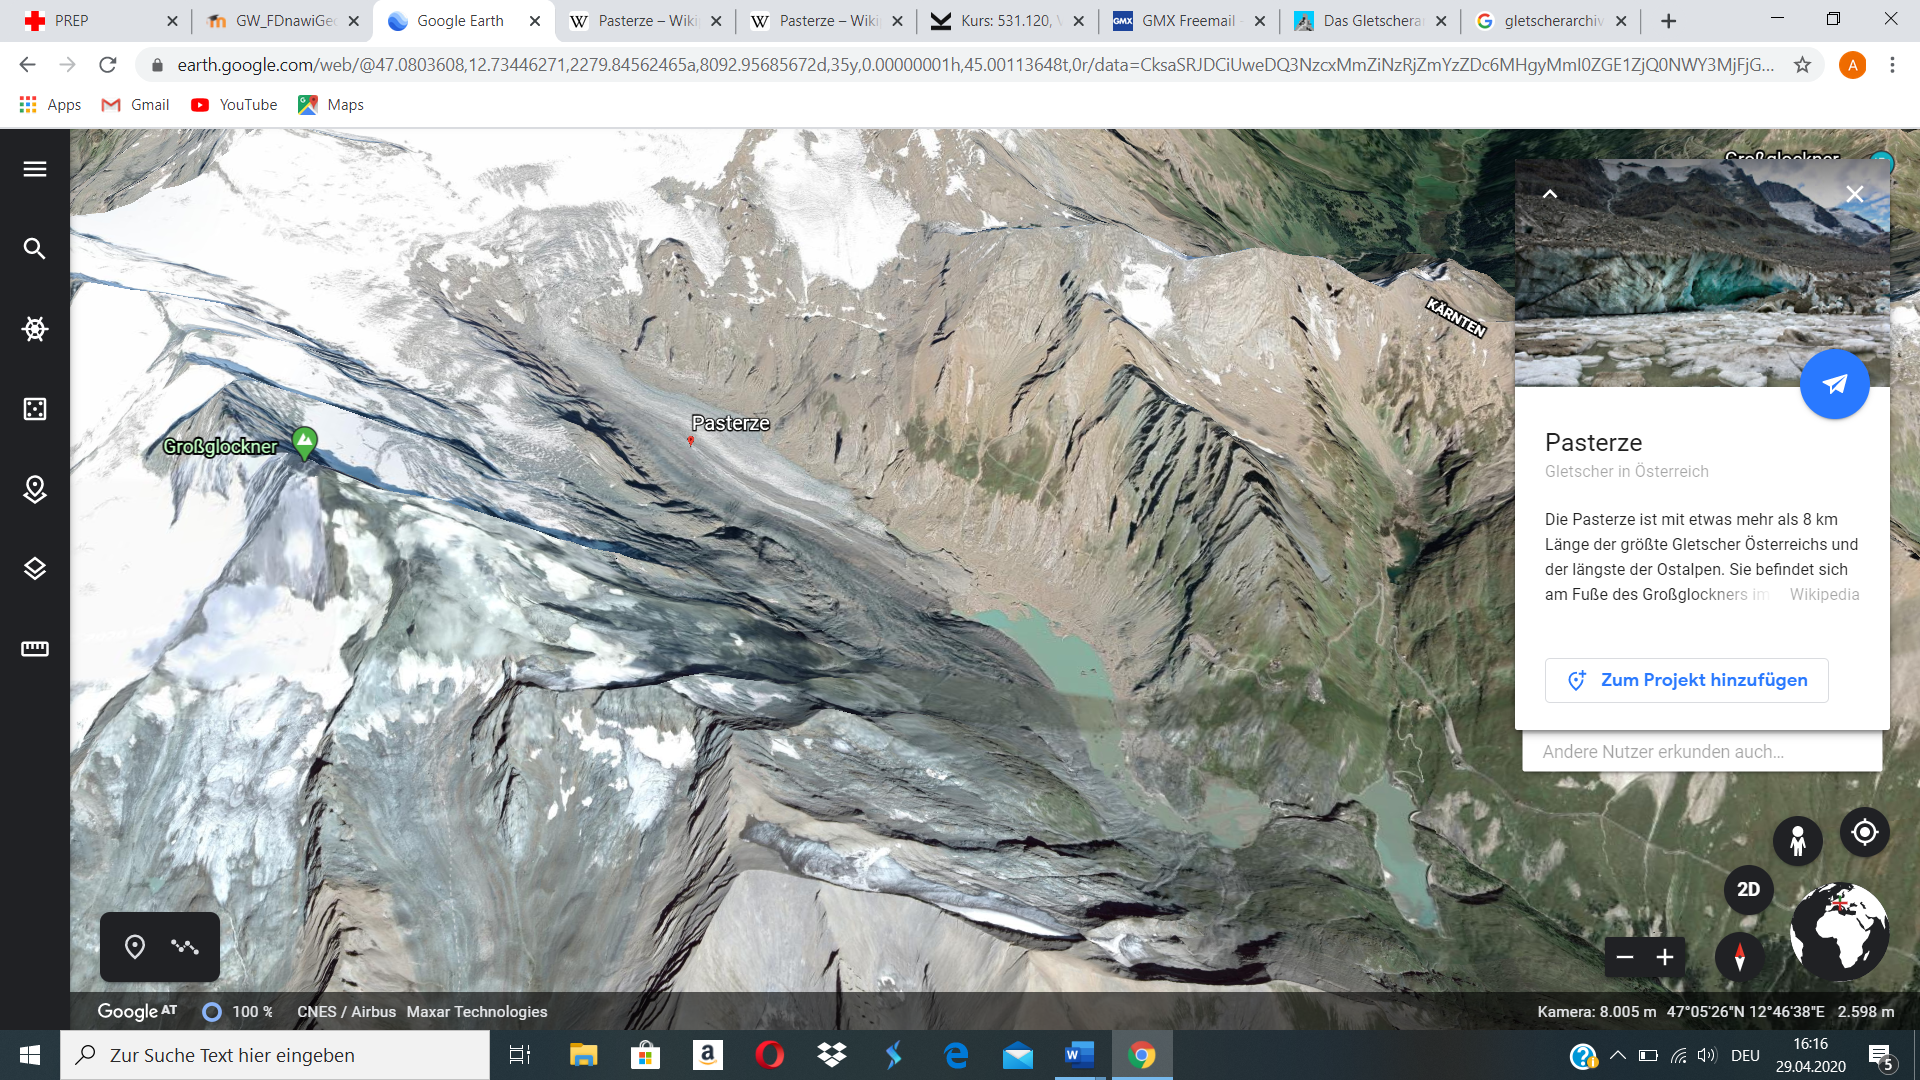 PREP
GW_FDnawiGeo
Google Earth
Pasterze – Wiki
Pasterze – Wiki
Kurs: 531.120, V
GMX Freemail
Das Gletscherar
gletscherarchiv
earth.google.com/web/@47.0803608,12.73446271,2279.84562465a,8092.95685672d,35y,0.00000001h,45.00113648t,0r/data=CksaSRJDCiUweDQ3NzcxMmZiNzRjZmYzZDc6MHgyMmI0ZGE1ZjQ0NWY3MjFjG...
A
Apps
Gmail
YouTube
Maps
Großglockner
KÄRNTEN
Pasterze
Großglockner
Pasterze
Gletscher in Österreich
Die Pasterze ist mit etwas mehr als 8 km
Länge der größte Gletscher Österreichs und
der längste der Ostalpen. Sie befindet sich
am Fuße des Großglockners im Wikipedia
Zum Projekt hinzufügen
Andere Nutzer erkunden auch...
2D
Google AT
100 %
CNES / Airbus Maxar Technologies
Kamera: 8.005 m 47°05'26"N 12°46'38"E 2.598 m
Zur Suche Text hier eingeben
DEU
16:16
29.04.2020
5